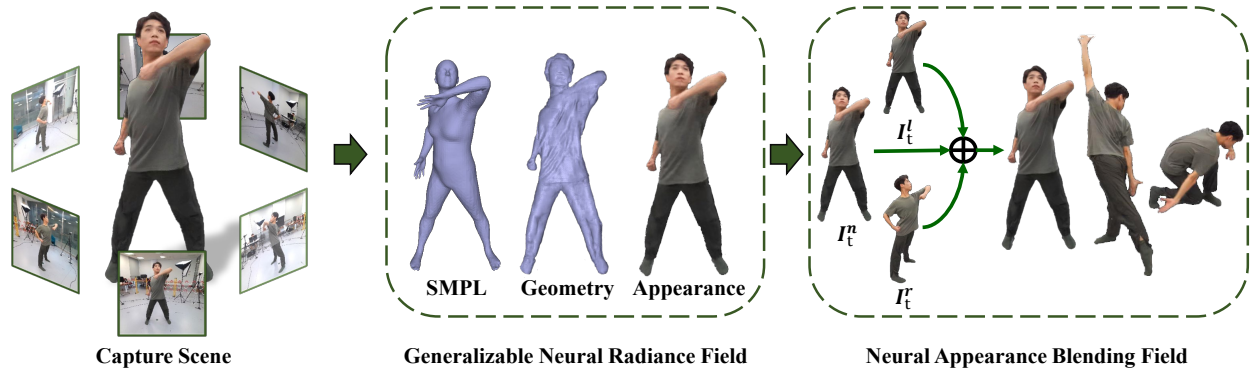 I_t^l
I_t^n
I_t^r
SMPL Geometry Appearance
Capture Scene
Generalizable Neural Radiance Field
Neural Appearance Blending Field